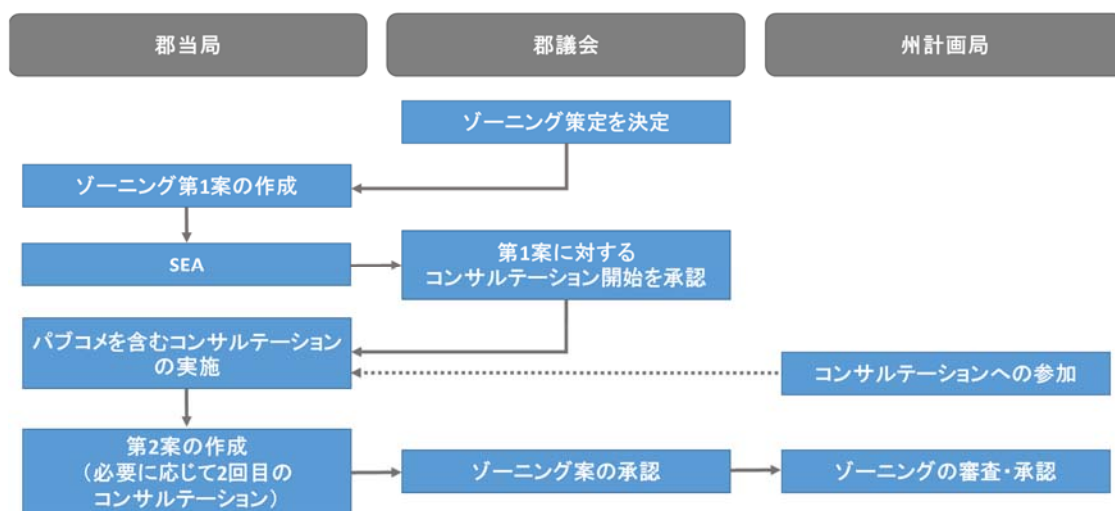 郡当局
郡議会
州計画局
ゾーニング策定を決定
ゾーニング第1案の作成
SEA
第1案に対する
コンサルテーション開始を承認
パブコメを含むコンサルテーション
の実施
コンサルテーションへの参加
第2案の作成
（必要に応じて2回目の
コンサルテーション）
ゾーニング案の承認
ゾーニングの審査・承認